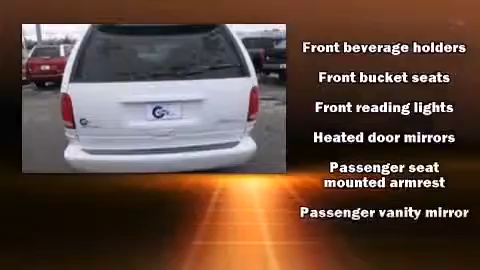 Front beverage holders
Front bucket seats
Front reading lights
Heated door mirrors
Passenger seat
mounted armrest
Passenger vanity mirror